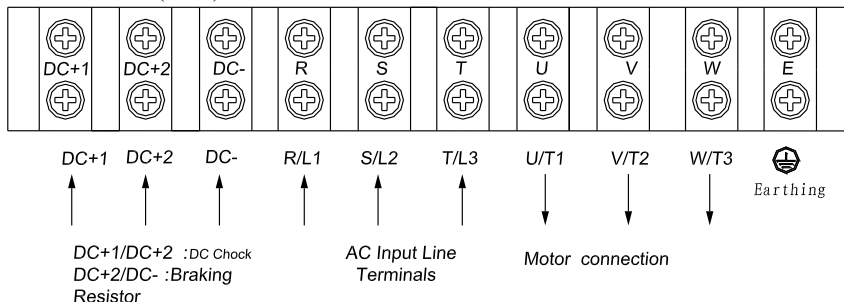 DC+1 DC+2 DC- R S T U V W E
DC+1 DC+2 DC- R/L1 S/L2 T/L3 U/T1 V/T2 W/T3
Earthing
DC+1/DC+2 :DC Chock
DC+2/DC- :Braking
Resistor
AC Input Line
Terminals
Motor connection